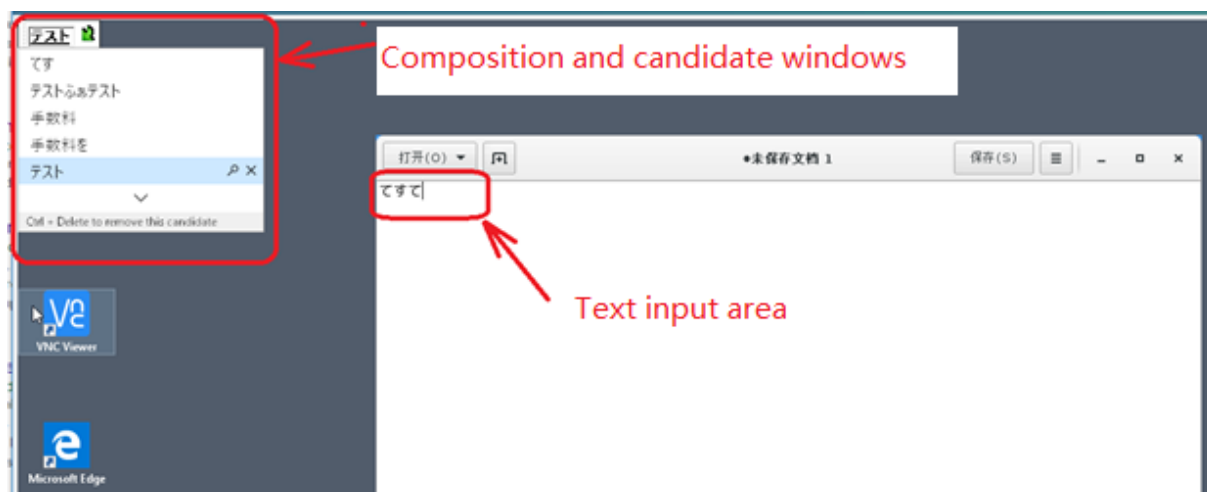 テスト
てす
テストふぁテスト
手数料
手数料を
テスト
Ctrl + Delete to remove this candidate
Composition and candidate windows
打开(O)
•未保存文档 1
保存(S)
てすて
Text input area
VNC Viewer
Microsoft Edge